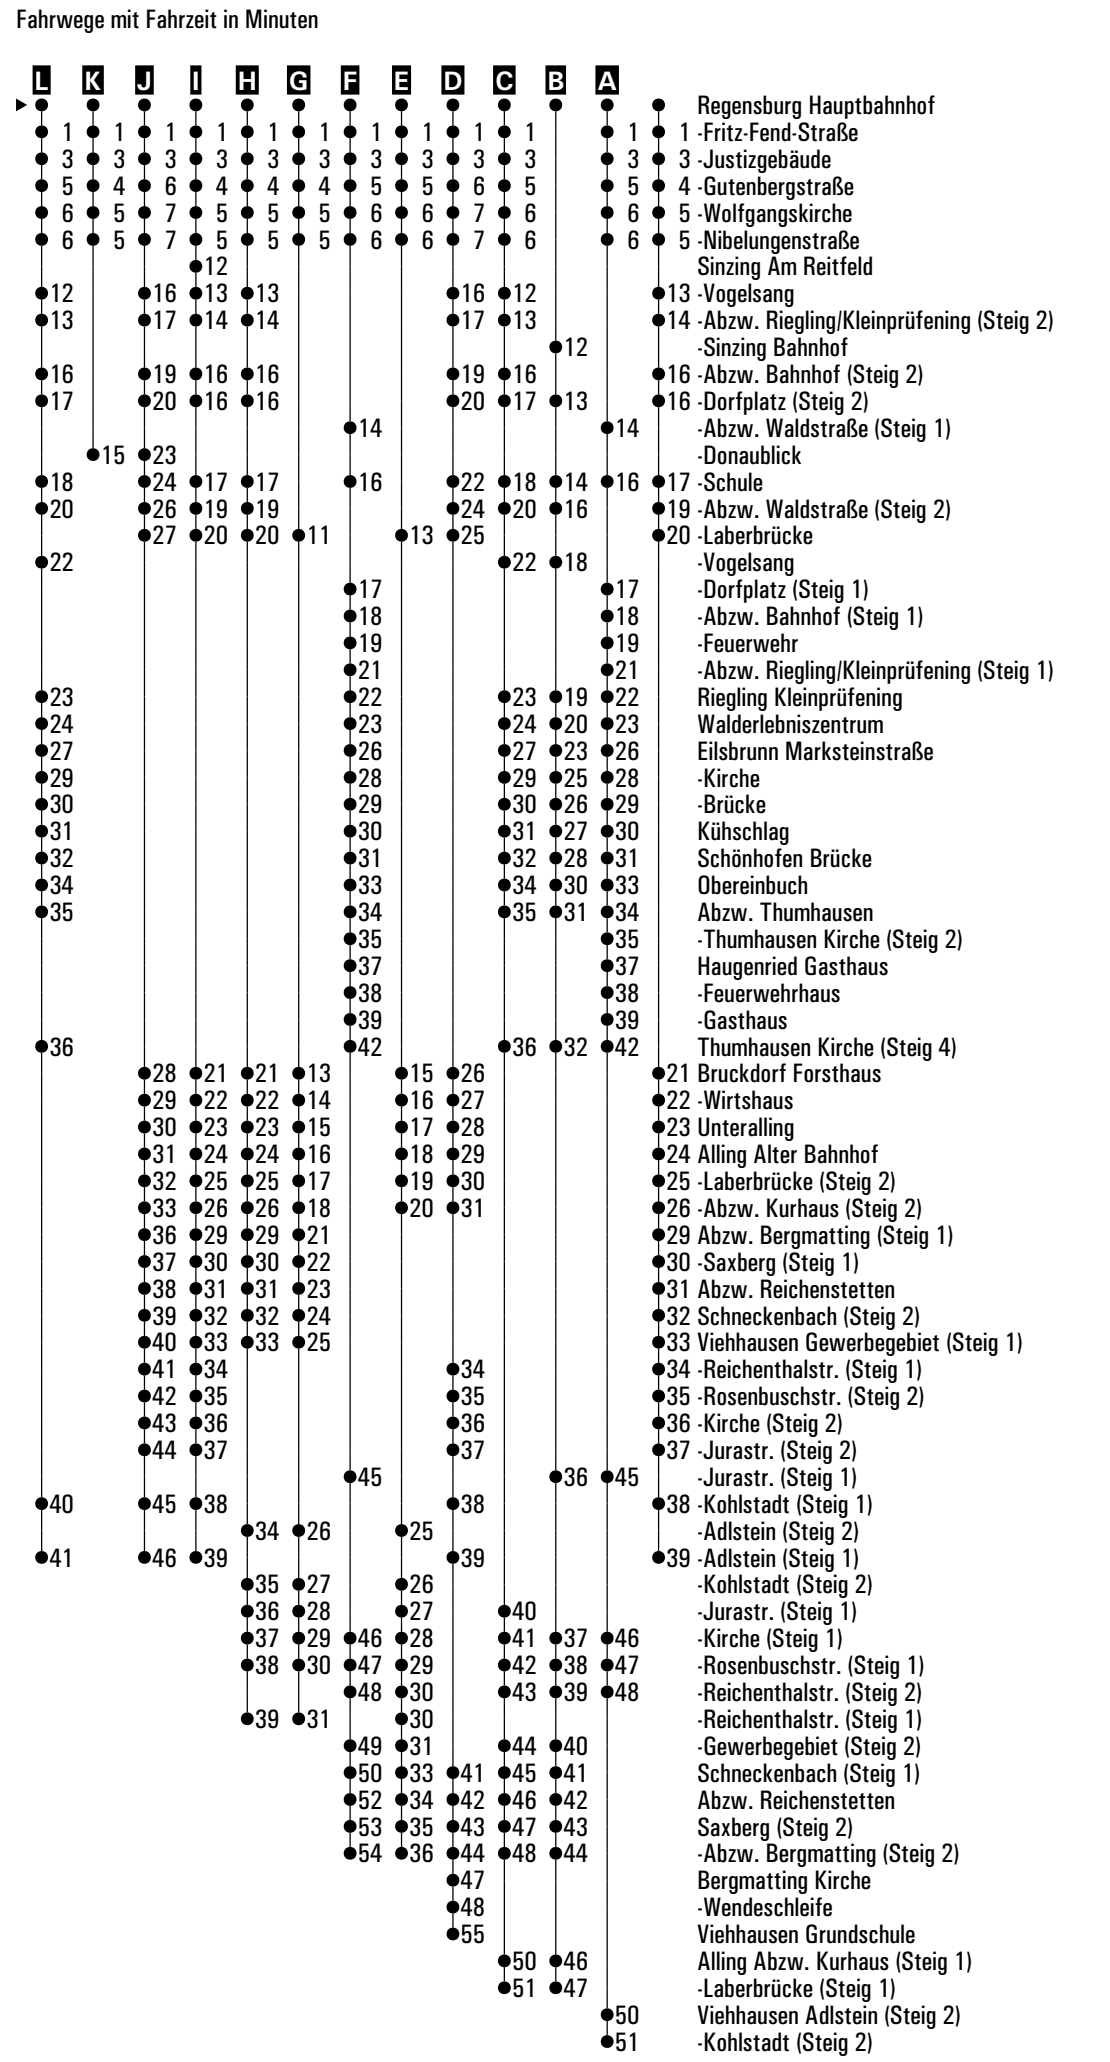 Fahrwege mit Fahrzeit in Minuten
L K J I H G F E D C B A
Regensburg Hauptbahnhof
1 1 1 1 1 1 1 1 1 1 1 1 -Fritz-Fend-Straße
3 3 3 3 3 3 3 3 3 3 3 3 -Justizgebäude
5 4 6 4 4 4 5 5 6 5 5 4 -Gutenbergstraße
6 5 7 5 5 5 6 6 7 6 6 5 -Wolfgangskirche
6 5 7 5 5 5 6 6 7 6 6 5 -Nibelungenstraße
12 Sinzing Am Reitfeld
12 16 13 13 16 12 13 -Vogelsang
13 17 14 14 17 13 14 -Abzw. Riegling/Kleinprüfening (Steig 2)
12 -Sinzing Bahnhof
16 19 16 16 19 16 16 -Abzw. Bahnhof (Steig 2)
17 20 16 16 20 17 13 16 -Dorfplatz (Steig 2)
14 14 -Abzw. Waldstraße (Steig 1)
15 23 -Donaublick
18 24 17 17 16 22 18 14 16 17 -Schule
20 26 19 19 24 20 16 19 -Abzw. Waldstraße (Steig 2)
27 20 20 11 13 25 20 -Laberbrücke
22 22 18 -Vogelsang
17 17 -Dorfplatz (Steig 1)
18 18 -Abzw. Bahnhof (Steig 1)
19 19 -Feuerwehr
21 21 -Abzw. Riegling/Kleinprüfening (Steig 1)
23 22 23 19 22 Riegling Kleinprüfening
24 23 24 20 23 Walderlebniszentrum
27 26 27 23 26 Eilsbrunn Marksteinstraße
29 28 29 25 28 -Kirche
30 29 30 26 29 -Brücke
31 30 31 27 30 Kühschlag
32 31 32 28 31 Schönhofen Brücke
34 33 34 30 33 Obereinbuch
35 34 35 31 34 Abzw. Thumhausen
35 35 -Thumhausen Kirche (Steig 2)
37 37 Haugenried Gasthaus
38 38 -Feuerwehrhaus
39 39 -Gasthaus
36 42 36 32 42 Thumhausen Kirche (Steig 4)
28 21 21 13 15 26 21 Bruckdorf Forsthaus
29 22 22 14 16 27 22 -Wirtshaus
30 23 23 15 17 28 23 Unteralling
31 24 24 16 18 29 24 Alling Alter Bahnhof
32 25 25 17 19 30 25 -Laberbrücke (Steig 2)
33 26 26 18 20 31 26 -Abzw. Kurhaus (Steig 2)
36 29 29 21 29 Abzw. Bergmatting (Steig 1)
37 30 30 22 30 -Saxberg (Steig 1)
38 31 31 23 31 Abzw. Reichenstetten
39 32 32 24 32 Schneckenbach (Steig 2)
40 33 33 25 33 Viehhausen Gewerbegebiet (Steig 1)
41 34 34 34 -Reichenthalstr. (Steig 1)
42 35 35 35 -Rosenbuschstr. (Steig 2)
43 36 36 36 -Kirche (Steig 2)
44 37 37 37 -Jurastr. (Steig 2)
45 36 45 -Jurastr. (Steig 1)
40 45 38 38 38 -Kohlstadt (Steig 1)
34 26 25 -Adlstein (Steig 2)
41 46 39 39 39 -Adlstein (Steig 1)
35 27 26 -Kohlstadt (Steig 2)
36 28 27 40 -Jurastr. (Steig 1)
37 29 46 28 41 37 46 -Kirche (Steig 1)
38 30 47 29 42 38 47 -Rosenbuschstr. (Steig 1)
48 30 43 39 48 -Reichenthalstr. (Steig 2)
39 31 30 -Reichenthalstr. (Steig 1)
49 31 44 40 -Gewerbegebiet (Steig 2)
50 33 41 45 41 Schneckenbach (Steig 1)
52 34 42 46 42 Abzw. Reichenstetten
53 35 43 47 43 Saxberg (Steig 2)
54 36 44 48 44 -Abzw. Bergmatting (Steig 2)
47 Bergmatting Kirche
48 -Wendeschleife
55 Viehhausen Grundschule
50 46 Alling Abzw. Kurhaus (Steig 1)
51 47 -Laberbrücke (Steig 1)
50 Viehhausen Adlstein (Steig 2)
51 -Kohlstadt (Steig 2)